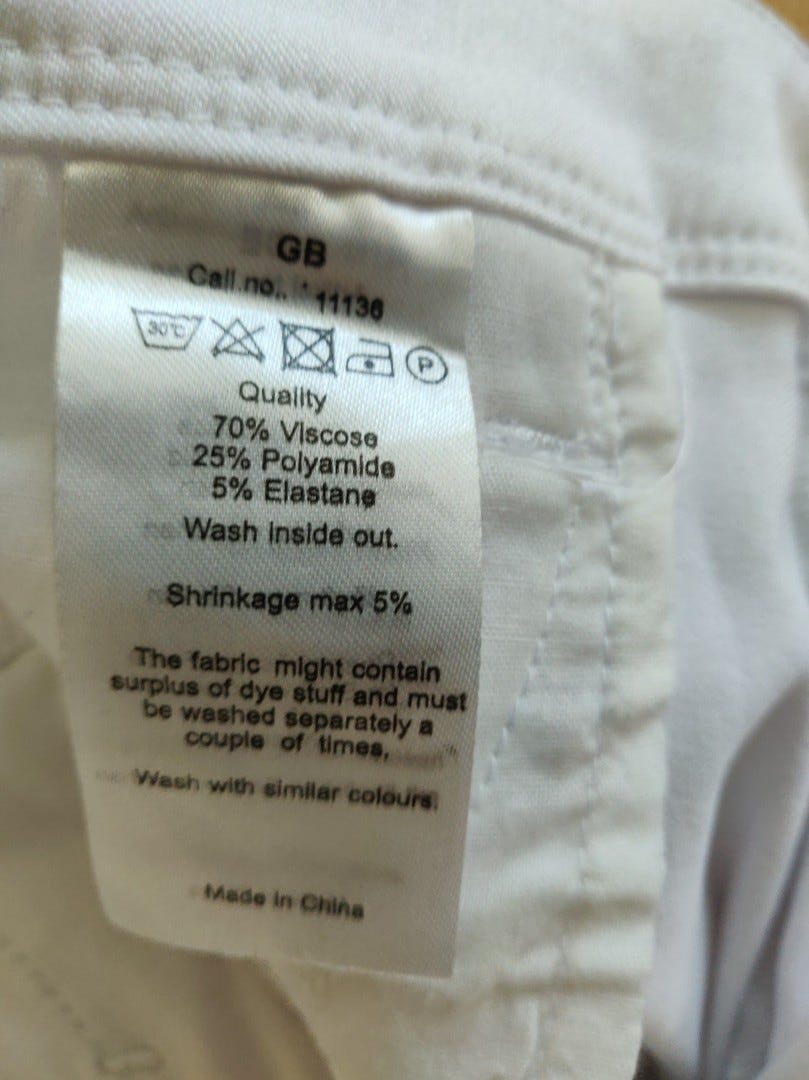 GB
Call.no.. 11136
30°C
P
Quality
70% Viscose
25% Polyamide
5% Elastane
Wash inside out.
Shrinkage max 5%
The fabric might contain
surplus of dye stuff and must
be washed separately a
couple of times,
Wash with similar colours.
Made in China